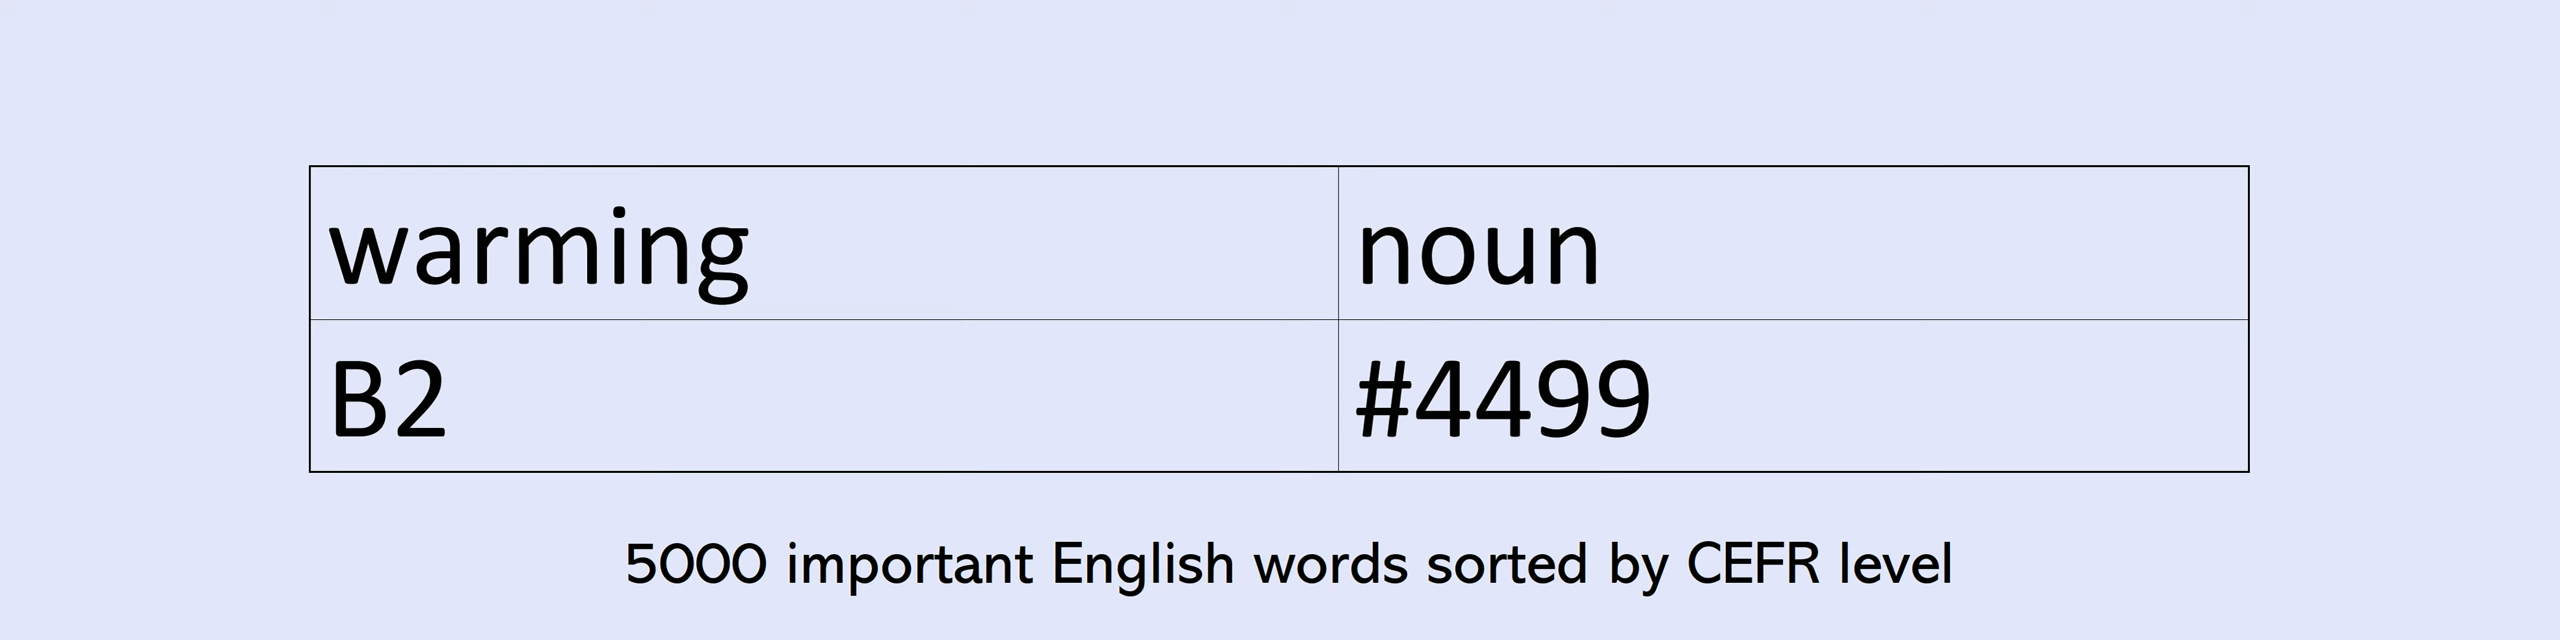 warming noun
B2 #4499
5000 important English words sorted by CEFR level